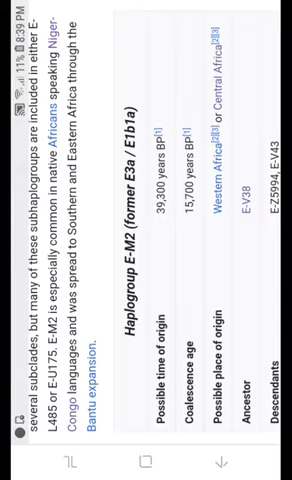 11% 8:39 PM
several subclades, but many of these subhaplogroups are included in either E-
L485 or E-U175. E-M2 is especially common in native Africans speaking Niger-
Congo languages and was spread to Southern and Eastern Africa through the
Bantu expansion.
Haplogroup E-M2 (former E3a / E1b1a)
Possible time of origin 39,300 years BP[1]
Coalescence age 15,700 years BP[1]
Possible place of origin Western Africa[2][3] or Central Africa[2][3]
Ancestor E-V38
Descendants E-Z5994, E-V43